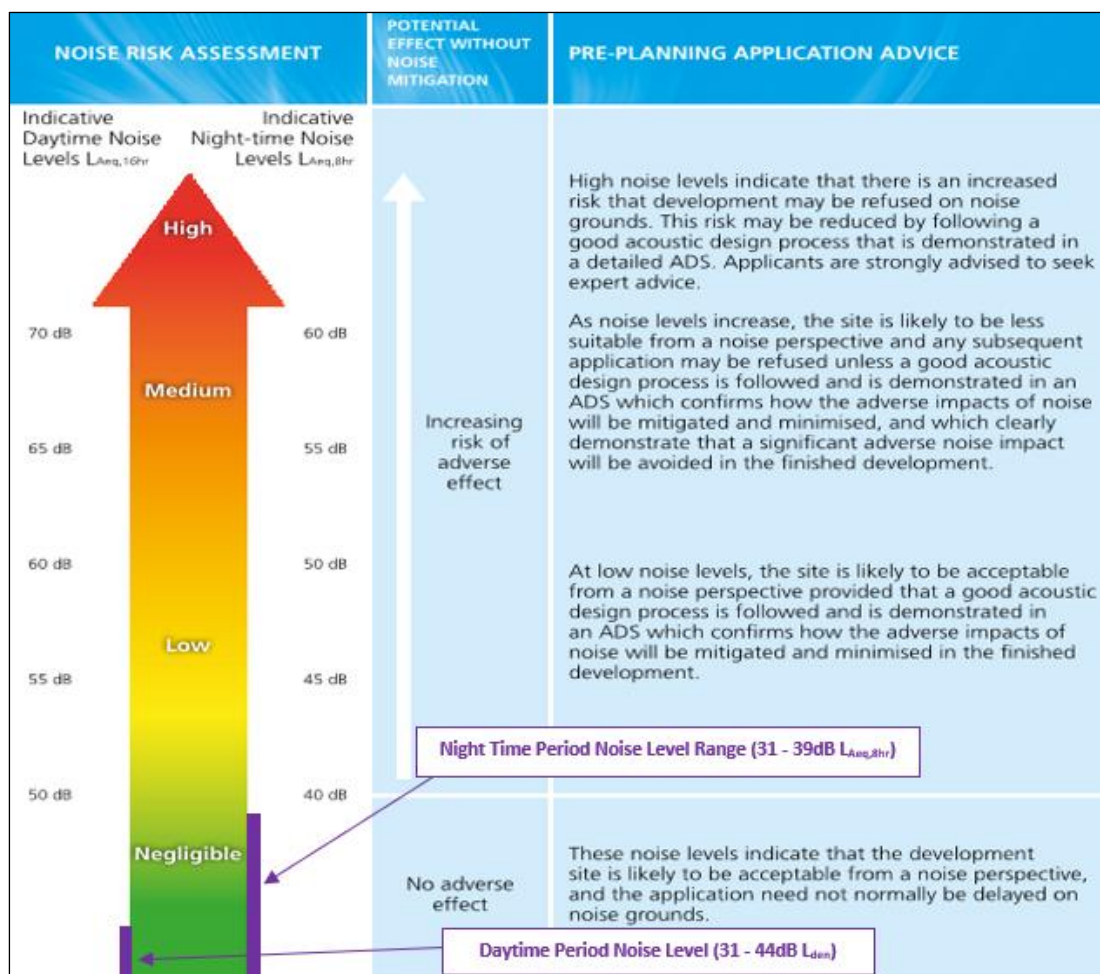 NOISE RISK ASSESSMENT
POTENTIAL
EFFECT WITHOUT
NOISE
MITIGATION
PRE-PLANNING APPLICATION ADVICE
Indicative
Daytime Noise
Levels LAeq,16hr
Indicative
Night-time Noise
Levels LAeq,8hr
High
70 dB
60 dB
Medium
65 dB
55 dB
60 dB
50 dB
Low
55 dB
45 dB
50 dB
40 dB
Negligible
Increasing
risk of
adverse
effect
No adverse
effect
High noise levels indicate that there is an increased
risk that development may be refused on noise
grounds. This risk may be reduced by following a
good acoustic design process that is demonstrated in
a detailed ADS. Applicants are strongly advised to seek
expert advice.
As noise levels increase, the site is likely to be less
suitable from a noise perspective and any subsequent
application may be refused unless a good acoustic
design process is followed and is demonstrated in an
ADS which confirms how the adverse impacts of noise
will be mitigated and minimised, and which clearly
demonstrate that a significant adverse noise impact
will be avoided in the finished development.
At low noise levels, the site is likely to be acceptable
from a noise perspective provided that a good acoustic
design process is followed and is demonstrated in
an ADS which confirms how the adverse impacts of
noise will be mitigated and minimised in the finished
development.
Night Time Period Noise Level Range (31 - 39dB LAeq,8hr)
These noise levels indicate that the development
site is likely to be acceptable from a noise perspective,
and the application need not normally be delayed on
noise grounds.
Daytime Period Noise Level (31 - 44dB Lden)